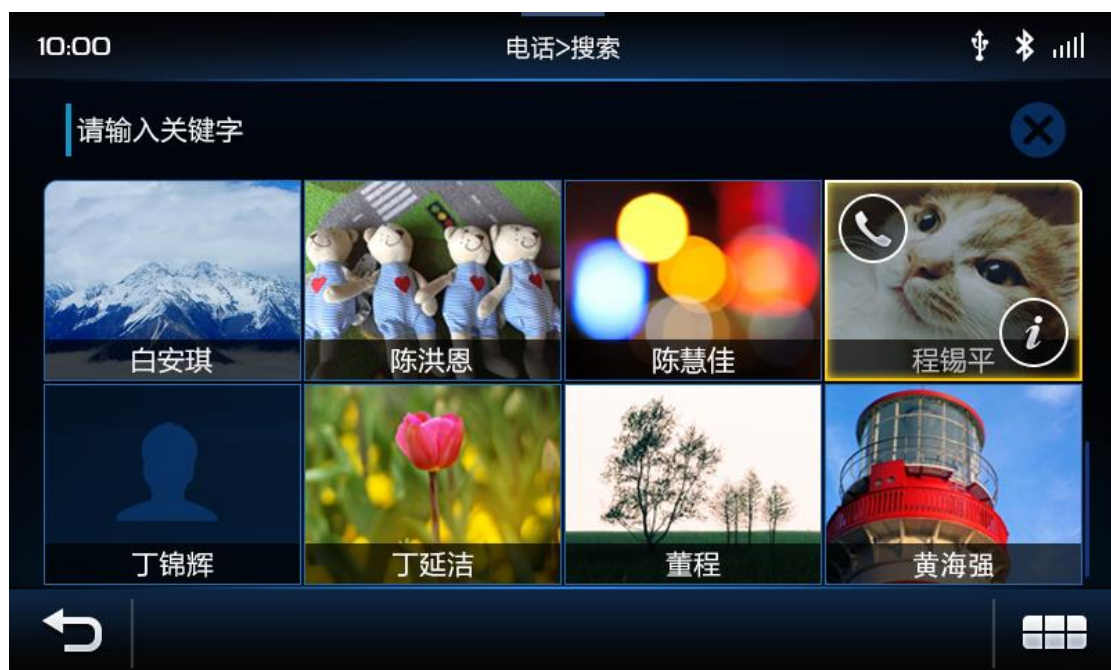 10:00
电话>搜索
请输入关键字
白安琪
陈洪恩
陈慧佳
程锡平
i
丁锦辉
丁延洁
董程
黄海强